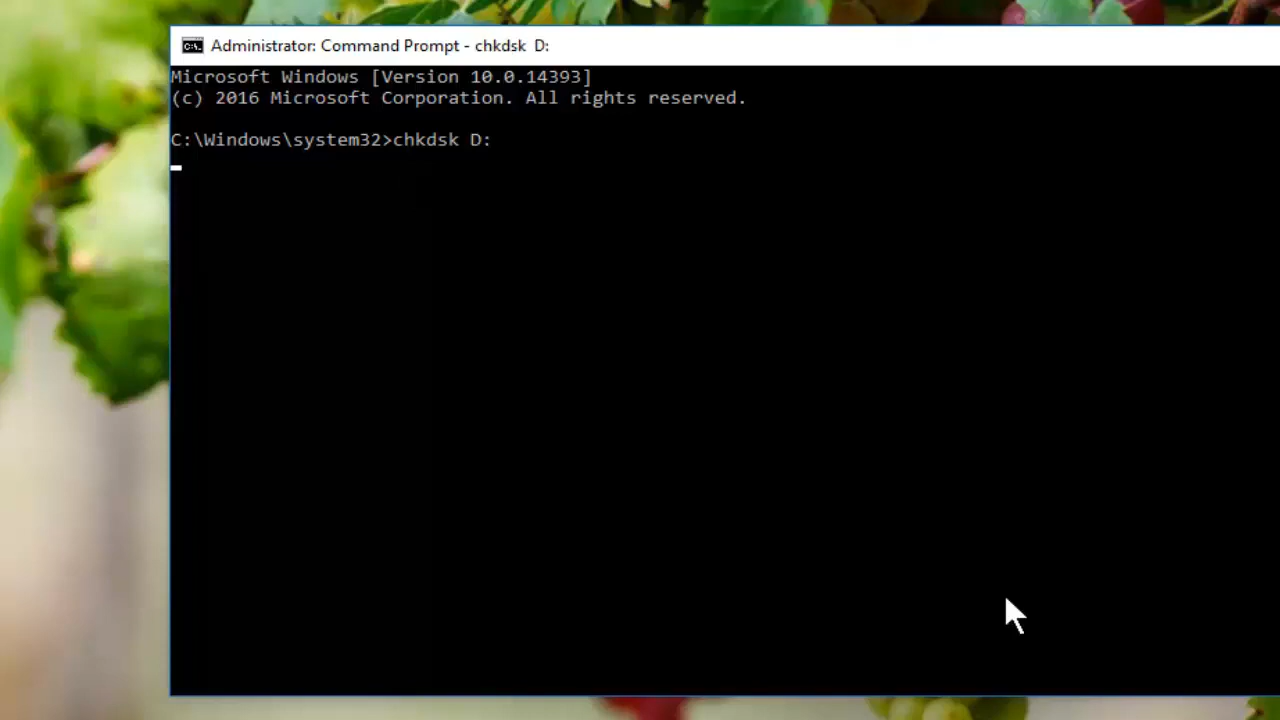 Administrator: Command Prompt - chkdsk  D:
Microsoft Windows [Version 10.0.14393]
(c) 2016 Microsoft Corporation. All rights reserved.
C:\Windows\system32>chkdsk D: